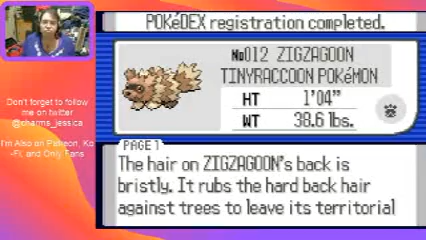 POKéDEX registration completed.
No012 ZIGZAGOON
TINYRACCOON POKéMON
HT 1'04"
WT 38.6 lbs.
PAGE 1
The hair on ZIGZAGOON's back is
bristly. It rubs the hard back hair
against trees to leave its territorial
Don't forget to follow
me on twitter
@charms_jessica
I'm Also on Patreon, Ko
-Fi, and Only Fans